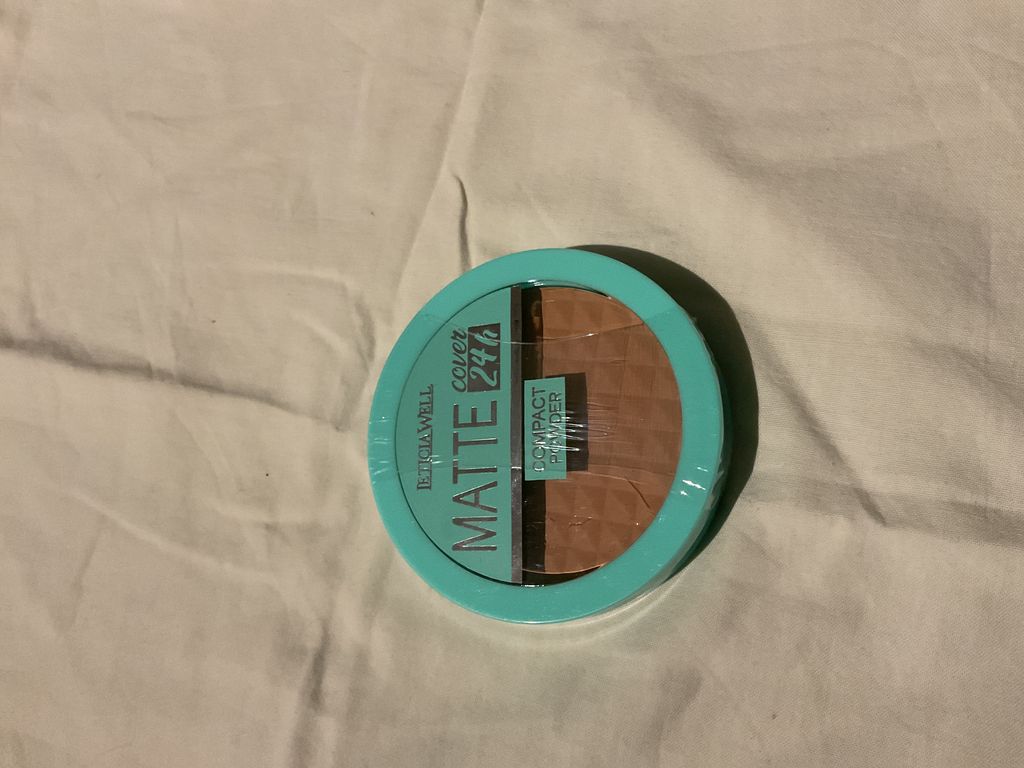 LETICIA WELL
MATTE cover
24h
COMPACT
POWDER